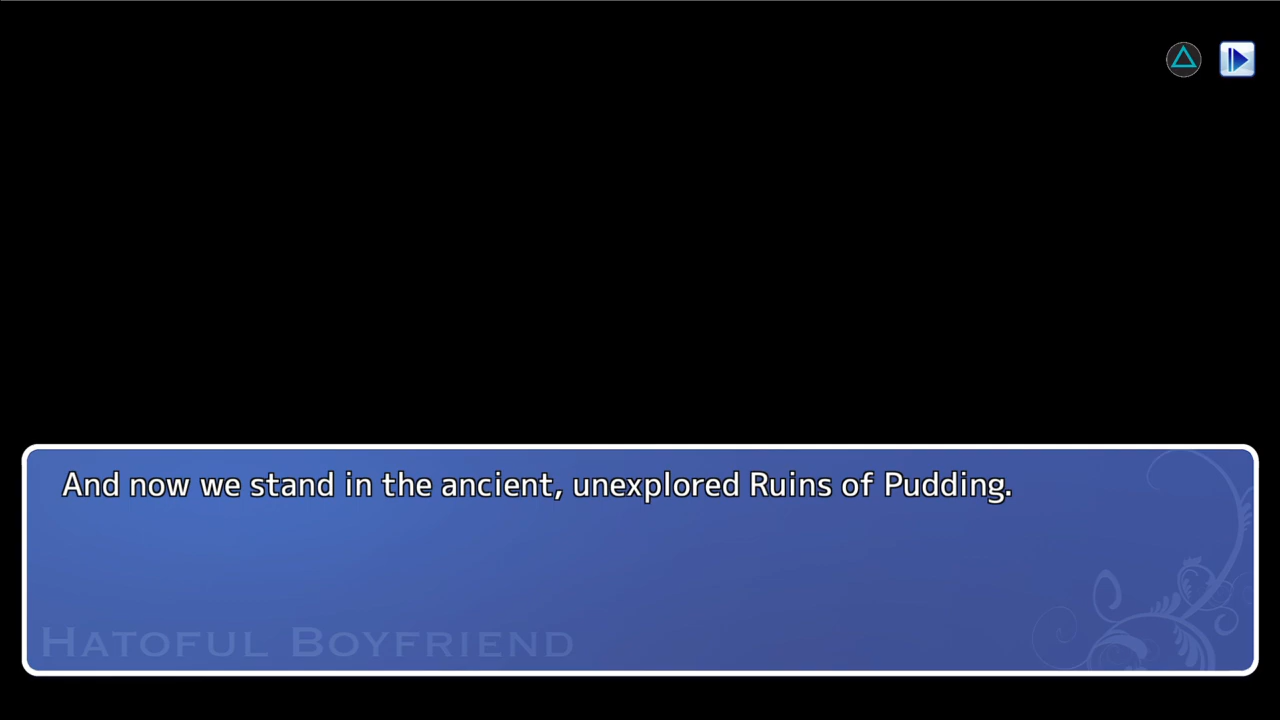 And now we stand in the ancient, unexplored Ruins of Pudding.
HATOFUL BOYFRIEND